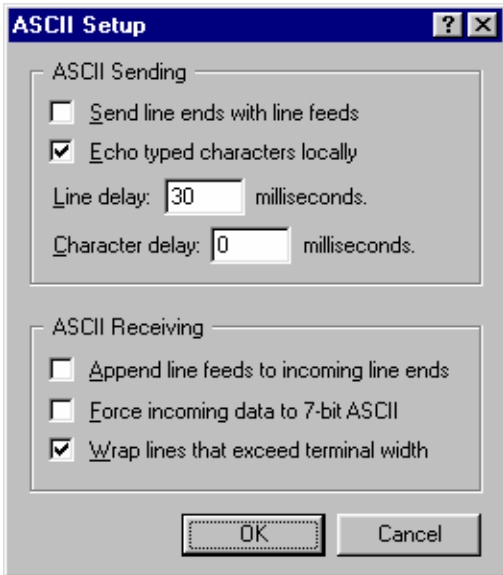 ASCII Setup
ASCII Sending
Send line ends with line feeds
Echo typed characters locally
Line delay: 30 milliseconds.
Character delay: 0 milliseconds.
ASCII Receiving
Append line feeds to incoming line ends
Force incoming data to 7-bit ASCII
Wrap lines that exceed terminal width
OK Cancel